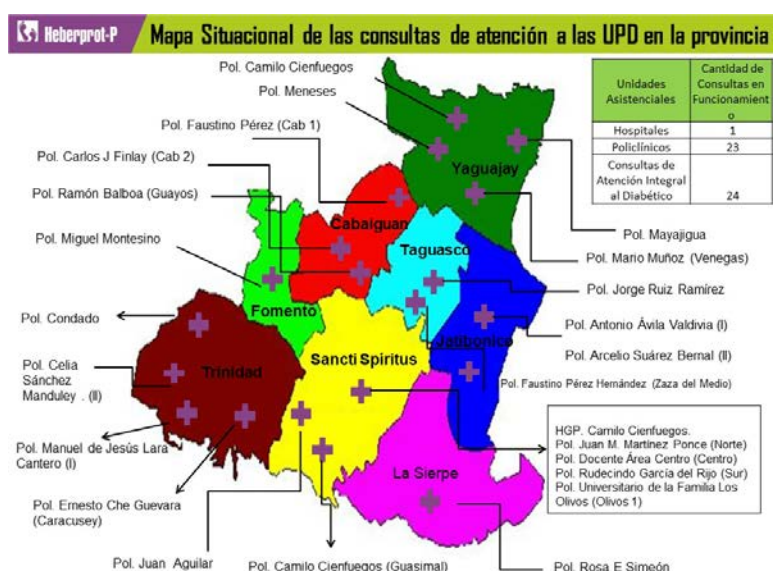 Heberprot-P
Mapa Situacional de las consultas de atención a las UPD en la provincia
Unidades
Asistenciales
Cantidad de
Consultas en
Funcionamient
o
Hospitales 1
Policlínicos 23
Consultas de
Atención Integral
al Diabético
24
Pol. Camilo Cienfuegos
Pol. Meneses
Pol. Faustino Pérez (Cab 1)
Pol. Carlos J Finlay (Cab 2)
Pol. Ramón Balboa (Guayos)
Pol. Miguel Montesino
Pol. Condado
Pol. Celia
Sánchez
Manduley . (II)
Pol. Manuel de Jesús Lara
Cantero (I)
Pol. Ernesto Che Guevara
(Caracusey)
Pol. Juan Aguilar
Pol. Camilo Cienfuegos (Guasimal)
Pol. Rosa E Simeón
Yaguajay
Cabaiguan
Taguasco
Fomento
Jatibonico
Trinidad
Sancti Spiritus
La Sierpe
Pol. Mayajigua
Pol. Mario Muñoz (Venegas)
Pol. Jorge Ruiz Ramírez
Pol. Antonio Ávila Valdivia (I)
Pol. Arcelio Suárez Bernal (II)
Pol. Faustino Pérez Hernández (Zaza del Medio)
HGP. Camilo Cienfuegos.
Pol. Juan M. Martínez Ponce (Norte)
Pol. Docente Área Centro (Centro)
Pol. Rudecindo García del Rijo (Sur)
Pol. Universitario de la Familia Los
Olivos (Olivos 1)